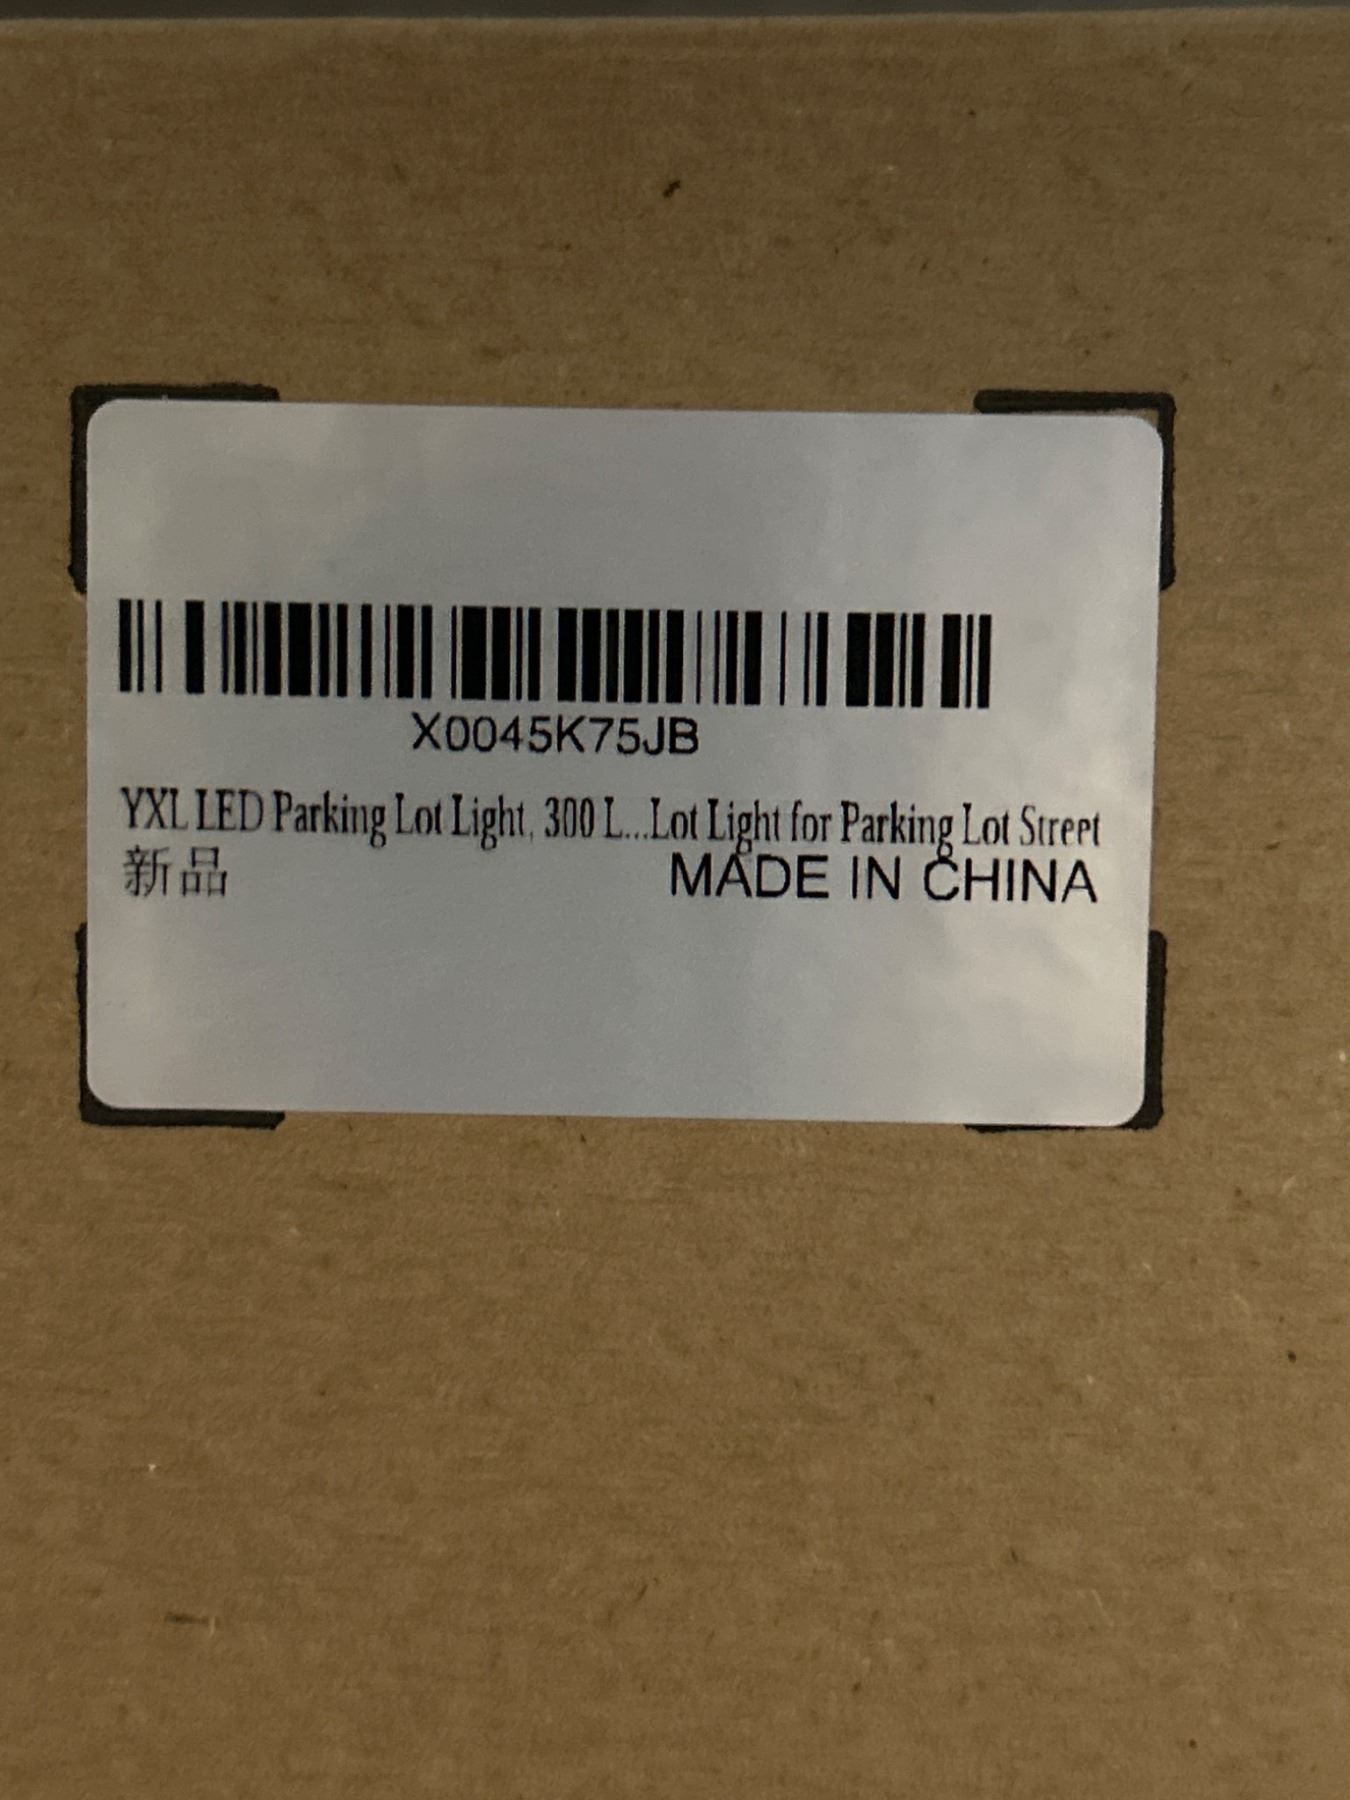 X0045K75JB
YXL LED Parking Lot Light, 300 L...Lot Light for Parking Lot Street
新品 MADE IN CHINA